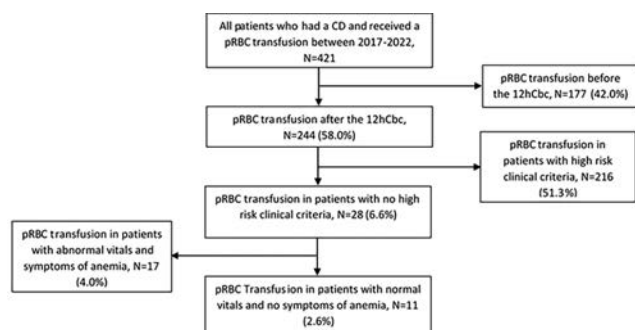 All patients who had a CD and received a
pRBC transfusion between 2017-2022,
N=421
pRBC transfusion before
the 12hCbc, N=177 (42.0%)
pRBC transfusion after the 12hCbc,
N=244 (58.0%)
pRBC transfusion in
patients with high risk
clinical criteria, N=216
(51.3%)
pRBC transfusion in patients with no high
risk clinical criteria, N=28 (6.6%)
pRBC transfusion in patients
with abnormal vitals and
symptoms of anemia, N=17
(4.0%)
pRBC Transfusion in patients with normal
vitals and no symptoms of anemia, N=11
(2.6%)